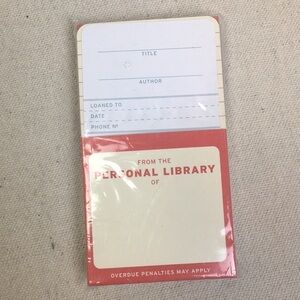 TITLE
AUTHOR
LOANED TO
DATE
PHONE Nº
FROM THE
PERSONAL LIBRARY
OF
OVERDUE PENALTIES MAY APPLY